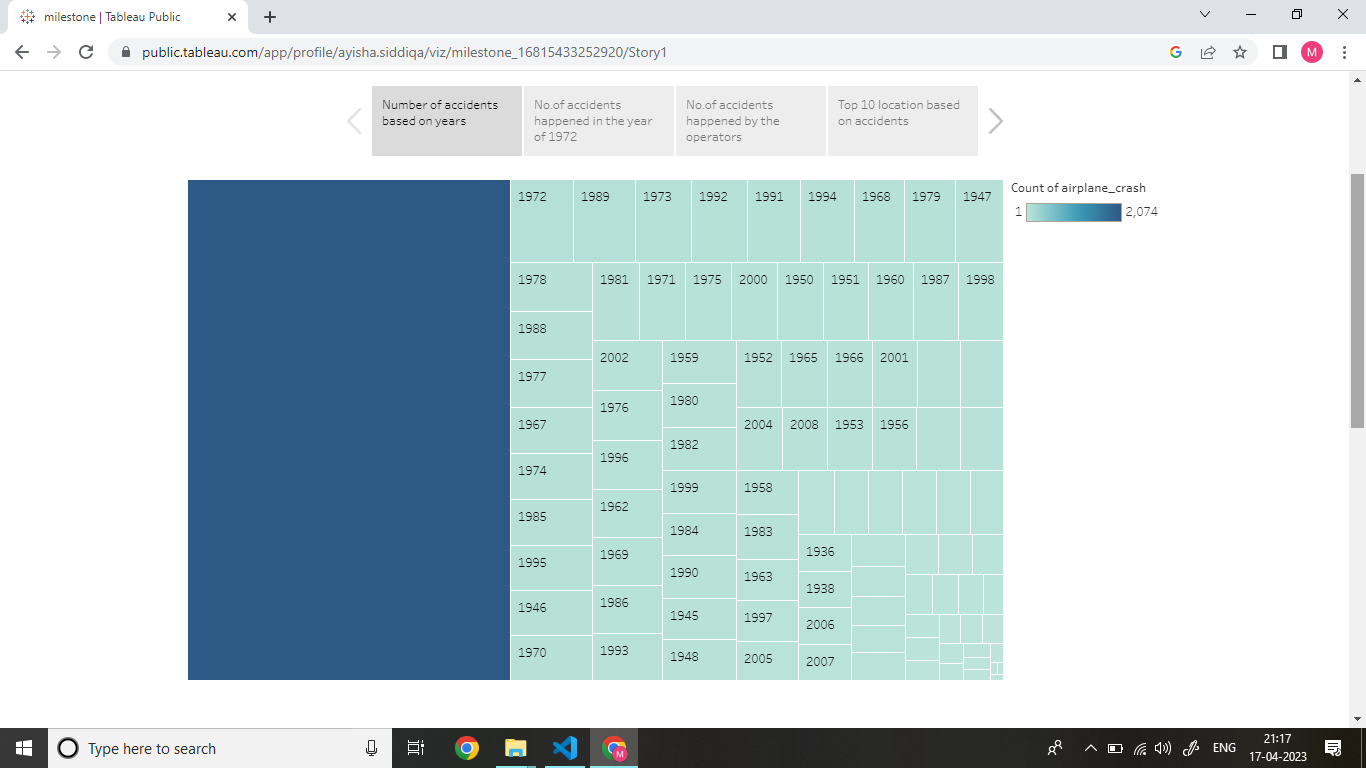 milestone | Tableau Public
public.tableau.com/app/profile/ayisha.siddiqa/viz/milestone_16815433252920/Story1
M
Number of accidents
based on years
No.of accidents
happened in the year
of 1972
No.of accidents
happened by the
operators
Top 10 location based
on accidents
1972 1989 1973 1992 1991 1994 1968 1979 1947
Count of airplane_crash
1 2,074
1978 1981 1971 1975 2000 1950 1951 1960 1987 1998
1988
2002 1959 1952 1965 1966 2001
1977
1976 1980
1967 2004 2008 1953 1956
1982
1996
1974
1999 1958
1962
1985
1984 1983
1969 1936
1995
1990 1963
1938
1986
1946
1945 1997
2006
1993
1970
1948 2005 2007
Type here to search
M
ENG
21:17
17-04-2023